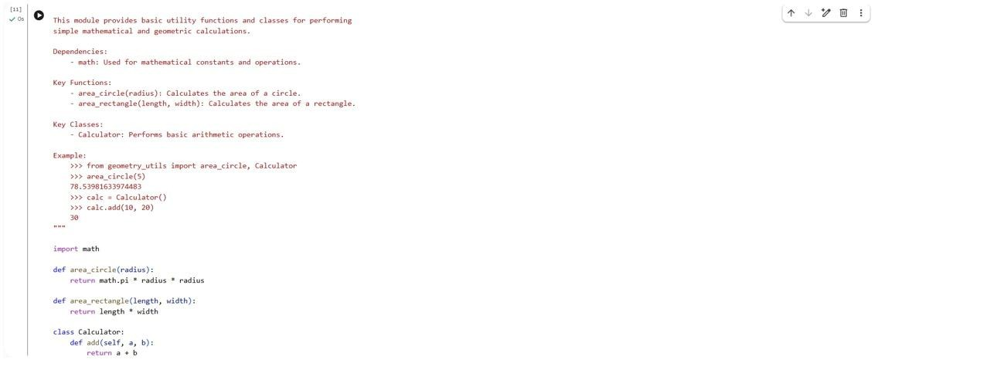 [11]
0s
This module provides basic utility functions and classes for performing
simple mathematical and geometric calculations.
Dependencies:
    - math: Used for mathematical constants and operations.
Key Functions:
    - area_circle(radius): Calculates the area of a circle.
    - area_rectangle(length, width): Calculates the area of a rectangle.
Key Classes:
    - Calculator: Performs basic arithmetic operations.
Example:
    >>> from geometry_utils import area_circle, Calculator
    >>> area_circle(5)
    78.53981633974483
    >>> calc = Calculator()
    >>> calc.add(10, 20)
    30
"""
import math
def area_circle(radius):
    return math.pi * radius * radius
def area_rectangle(length, width):
    return length * width
class Calculator:
    def add(self, a, b):
        return a + b